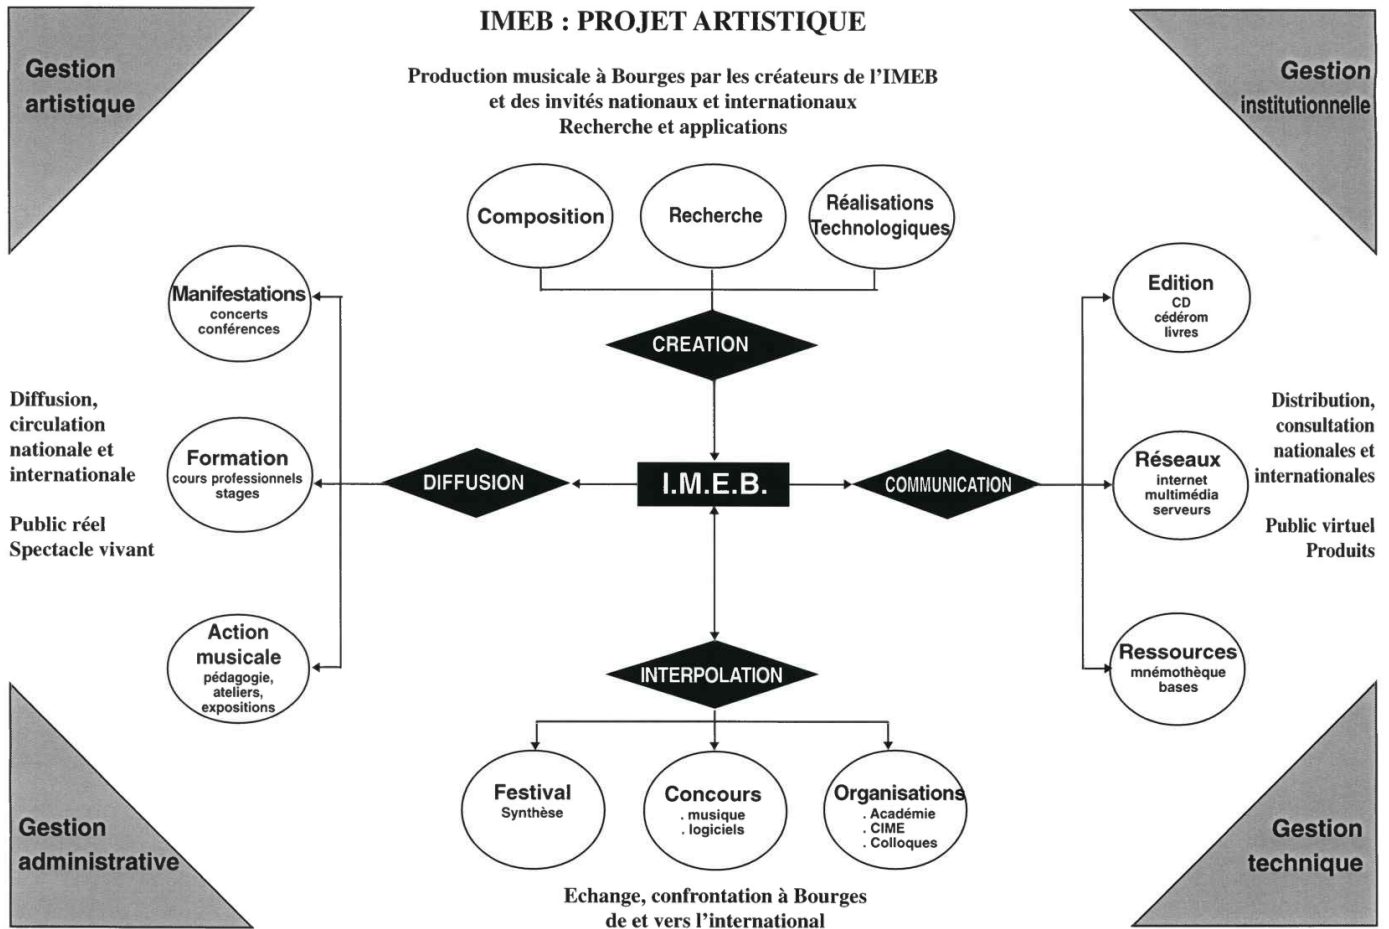 IMEB : PROJET ARTISTIQUE
Gestion
artistique
Gestion
institutionnelle
Production musicale à Bourges par les créateurs de l'IMEB
et des invités nationaux et internationaux
Recherche et applications
Composition
Recherche
Réalisations
Technologiques
Manifestations
concerts
conférences
Edition
CD
cédérom
livres
CREATION
Diffusion,
circulation
nationale et
internationale
Public réel
Spectacle vivant
Formation
cours professionnels
stages
DIFFUSION
I.M.E.B.
COMMUNICATION
Réseaux
internet
multimédia
serveurs
Distribution,
consultation
nationales et
internationales
Public virtuel
Produits
Action
musicale
pédagogie,
ateliers,
expositions
INTERPOLATION
Ressources
mnémothèque
bases
Festival
Synthèse
Concours
. musique
. logiciels
Organisations
. Académie
. CIME
. Colloques
Gestion
administrative
Gestion
technique
Echange, confrontation à Bourges
de et vers l'international